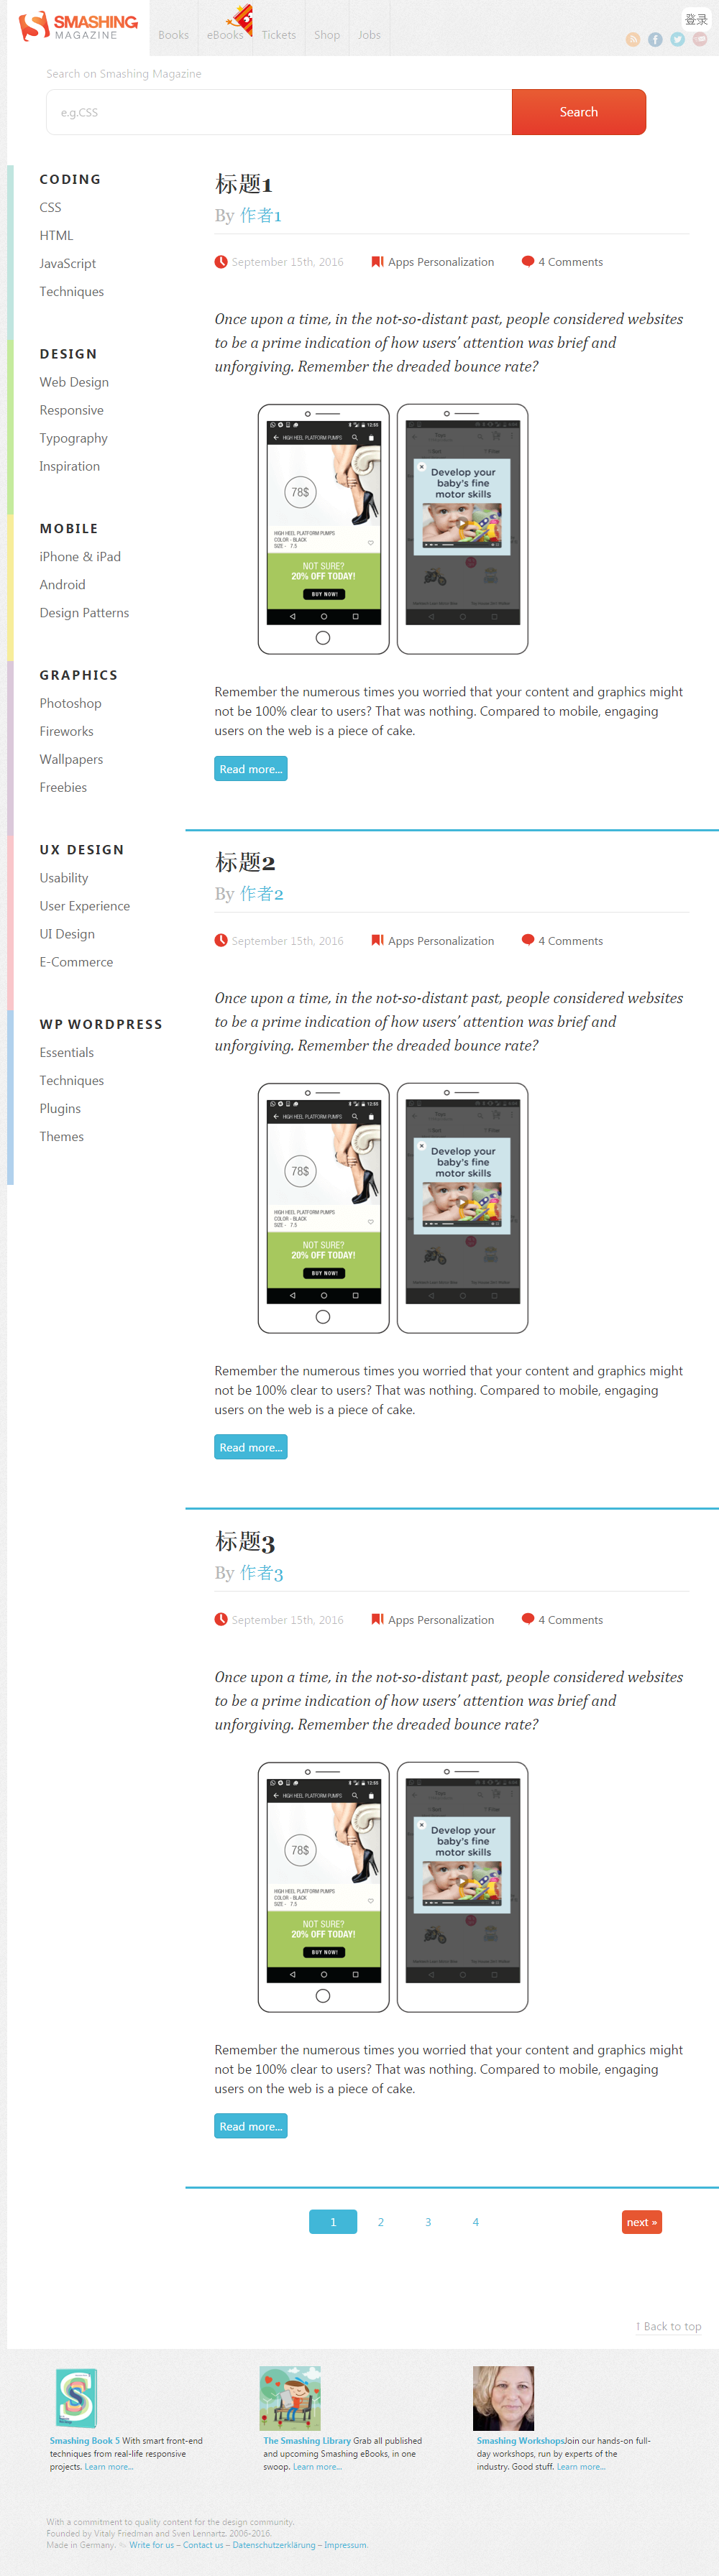 SMASHING
MAGAZINE
Books
eBooks
Tickets
Shop
Jobs
登录
Search on Smashing Magazine
e.g.CSS
Search
CODING
CSS
HTML
JavaScript
Techniques
DESIGN
Web Design
Responsive
Typography
Inspiration
MOBILE
iPhone & iPad
Android
Design Patterns
GRAPHICS
Photoshop
Fireworks
Wallpapers
Freebies
UX DESIGN
Usability
User Experience
UI Design
E-Commerce
WP WORDPRESS
Essentials
Techniques
Plugins
Themes
标题1
By 作者1
September 15th, 2016
Apps Personalization
4 Comments
Once upon a time, in the not-so-distant past, people considered websites
to be a prime indication of how users' attention was brief and
unforgiving. Remember the dreaded bounce rate?
12:55
HIGH HEEL PLATFORM PUMPS
78$
HIGH HEEL PLATFORM PUMPS
COLOR - BLACK
SIZE - 7.5
NOT SURE?
20% OFF TODAY!
BUY NOW!
Toys
Develop your
baby's fine
motor skills
Remember the numerous times you worried that your content and graphics might
not be 100% clear to users? That was nothing. Compared to mobile, engaging
users on the web is a piece of cake.
Read more...
标题2
By 作者2
September 15th, 2016
Apps Personalization
4 Comments
Once upon a time, in the not-so-distant past, people considered websites
to be a prime indication of how users' attention was brief and
unforgiving. Remember the dreaded bounce rate?
12:55
HIGH HEEL PLATFORM PUMPS
78$
HIGH HEEL PLATFORM PUMPS
COLOR - BLACK
SIZE - 7.5
NOT SURE?
20% OFF TODAY!
BUY NOW!
Toys
Develop your
baby's fine
motor skills
Remember the numerous times you worried that your content and graphics might
not be 100% clear to users? That was nothing. Compared to mobile, engaging
users on the web is a piece of cake.
Read more...
标题3
By 作者3
September 15th, 2016
Apps Personalization
4 Comments
Once upon a time, in the not-so-distant past, people considered websites
to be a prime indication of how users' attention was brief and
unforgiving. Remember the dreaded bounce rate?
12:55
HIGH HEEL PLATFORM PUMPS
78$
HIGH HEEL PLATFORM PUMPS
COLOR - BLACK
SIZE - 7.5
NOT SURE?
20% OFF TODAY!
BUY NOW!
Toys
Develop your
baby's fine
motor skills
Remember the numerous times you worried that your content and graphics might
not be 100% clear to users? That was nothing. Compared to mobile, engaging
users on the web is a piece of cake.
Read more...
1 2 3 4 next »
↑ Back to top
Smashing Book 5 With smart front-end
techniques from real-life responsive
projects. Learn more...
The Smashing Library Grab all published
and upcoming Smashing eBooks, in one
swoop. Learn more...
Smashing WorkshopsJoin our hands-on full-
day workshops, run by experts of the
industry. Good stuff. Learn more...
With a commitment to quality content for the design community.
Founded by Vitaly Friedman and Sven Lennartz. 2006-2016.
Made in Germany. ✎ Write for us – Contact us – Datenschutzerklärung – Impressum.